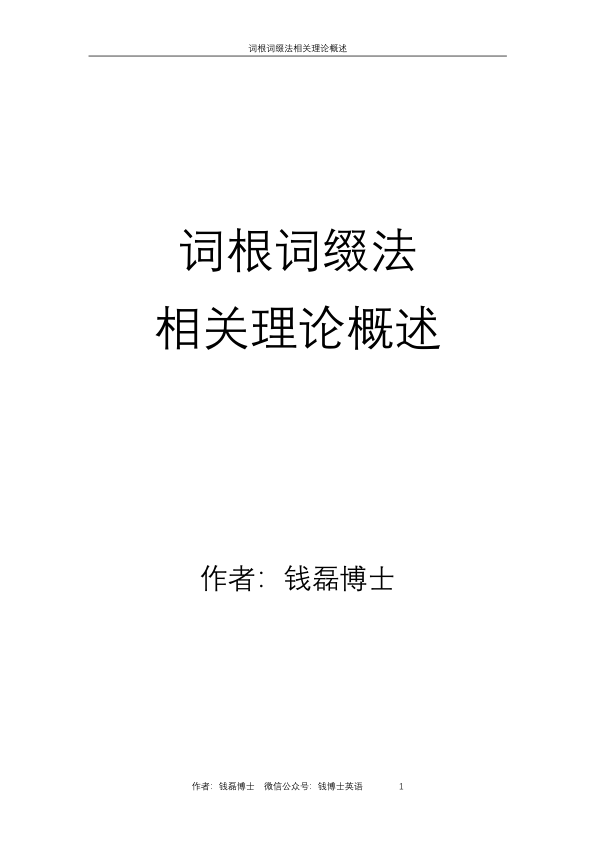 词根词缀法相关理论概述
词根词缀法
相关理论概述
作者：钱磊博士
作者：钱磊博士 微信公众号：钱博士英语 1